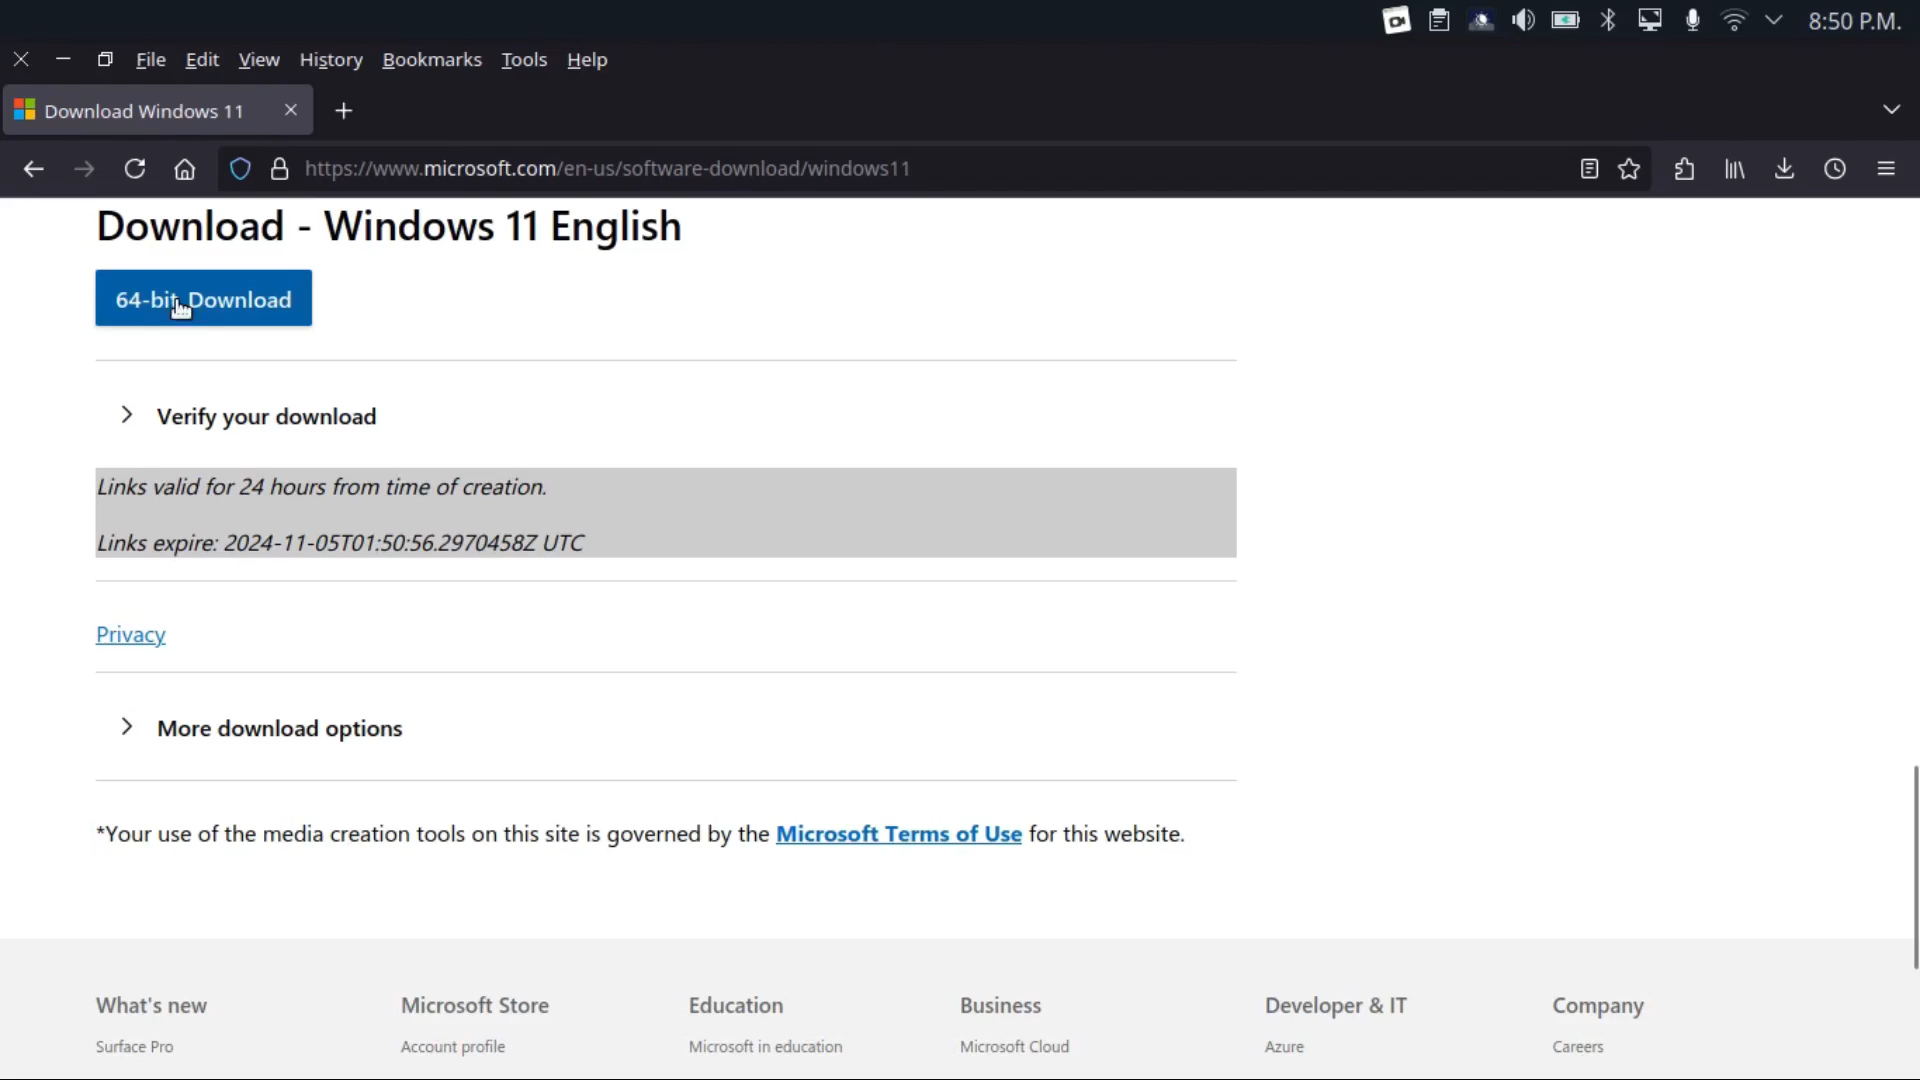 8:50 P.M.
File Edit View History Bookmarks Tools Help
Download Windows 11
https://www.microsoft.com/en-us/software-download/windows11
Download - Windows 11 English
64-bit Download
Verify your download
Links valid for 24 hours from time of creation.
Links expire: 2024-11-05T01:50:56.2970458Z UTC
Privacy
More download options
*Your use of the media creation tools on this site is governed by the Microsoft Terms of Use for this website.
What's new Microsoft Store Education Business Developer & IT Company
Surface Pro Account profile Microsoft in education Microsoft Cloud Azure Careers